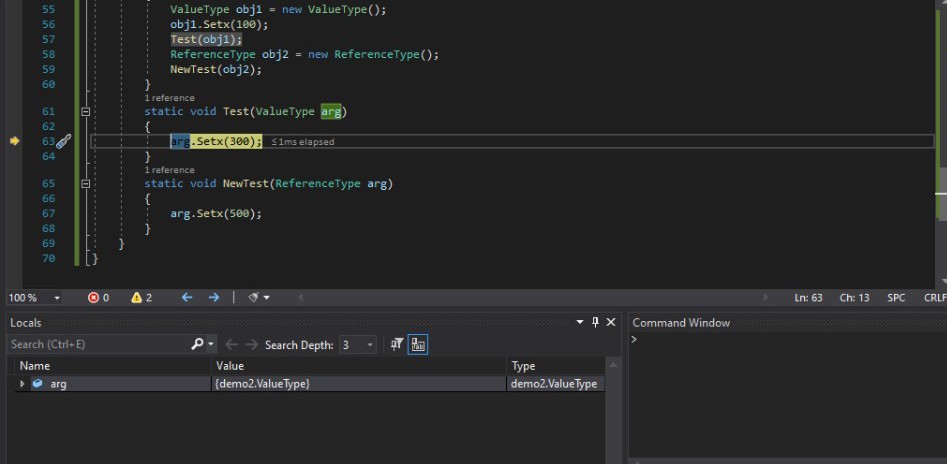 55 ValueType obj1 = new ValueType();
56 obj1.Setx(100);
57 Test(obj1);
58 ReferenceType obj2 = new ReferenceType();
59 NewTest(obj2);
60 }
1 reference
61 static void Test(ValueType arg)
62 {
63 arg.Setx(300); ≤1ms elapsed
64 }
1 reference
65 static void NewTest(ReferenceType arg)
66 {
67 arg.Setx(500);
68 }
69 }
70 }
100 % 0 2 Ln: 63 Ch: 13 SPC CRLF
Locals
Command Window
Search (Ctrl+E) Search Depth: 3
>
Name Value Type
arg {demo2.ValueType} demo2.ValueType